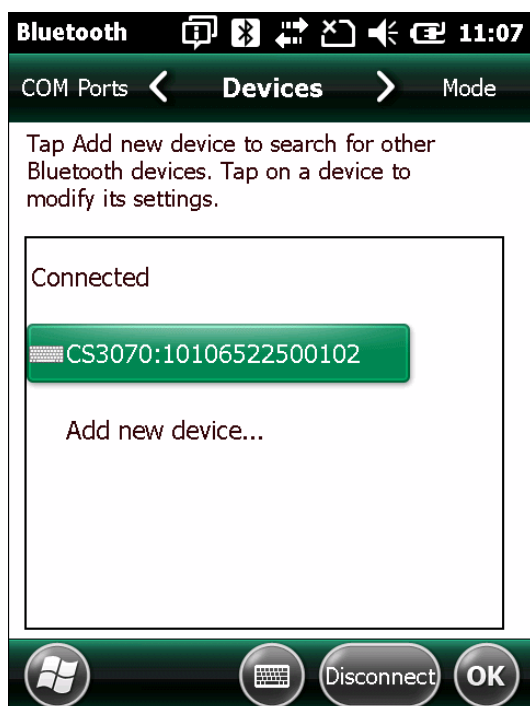 Bluetooth 11:07
COM Ports Devices Mode
Tap Add new device to search for other
Bluetooth devices. Tap on a device to
modify its settings.
Connected
CS3070:10106522500102
Add new device...
Disconnect OK